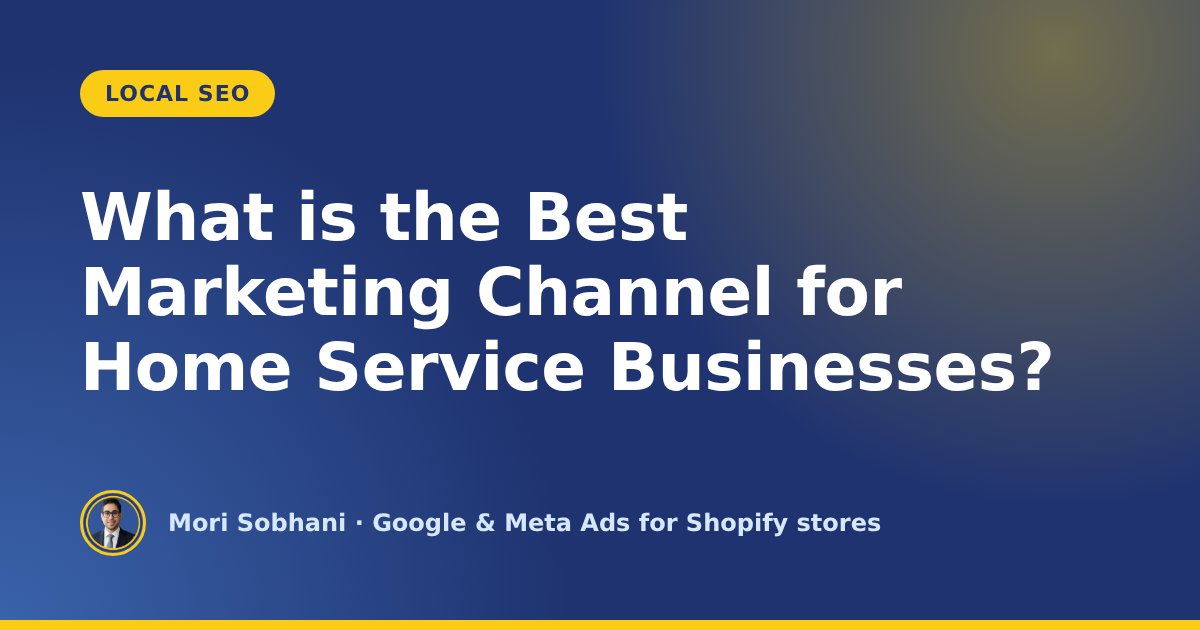 LOCAL SEO
What is the Best
Marketing Channel for
Home Service Businesses?
Mori Sobhani · Google & Meta Ads for Shopify stores